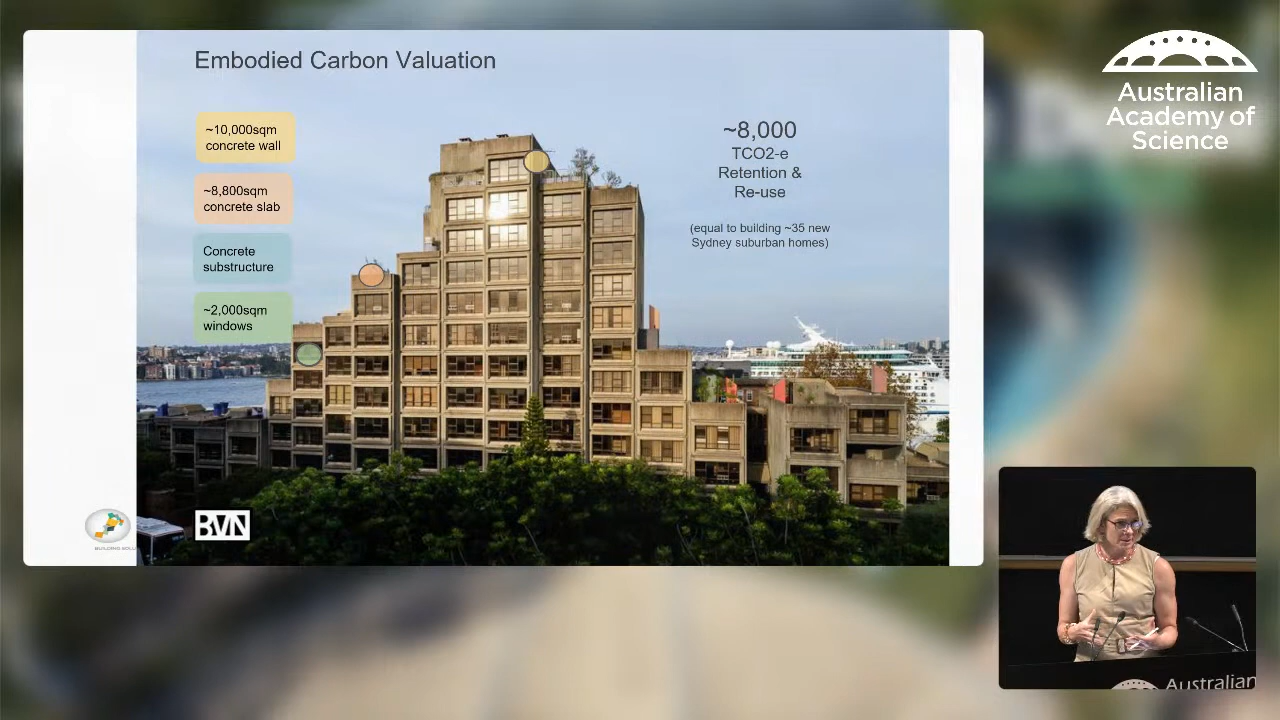 Embodied Carbon Valuation
~10,000sqm
concrete wall
~8,800sqm
concrete slab
Concrete
substructure
~2,000sqm
windows
~8,000
TCO2-e
Retention &
Re-use
(equal to building ~35 new
Sydney suburban homes)
BVN
Australian
Academy of
Science
Australian